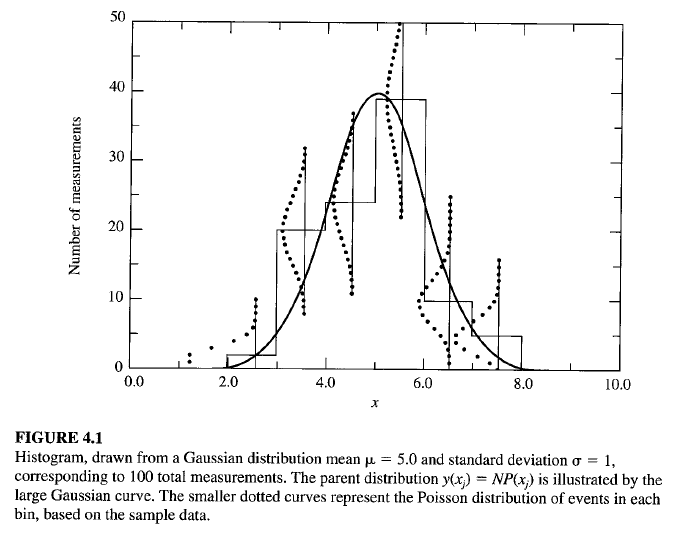 50
40
30
20
10
0
Number of measurements
0.0 2.0 4.0 6.0 8.0 10.0
x
FIGURE 4.1
Histogram, drawn from a Gaussian distribution mean μ = 5.0 and standard deviation σ = 1,
corresponding to 100 total measurements. The parent distribution y(xⱼ) = NP(xⱼ) is illustrated by the
large Gaussian curve. The smaller dotted curves represent the Poisson distribution of events in each
bin, based on the sample data.